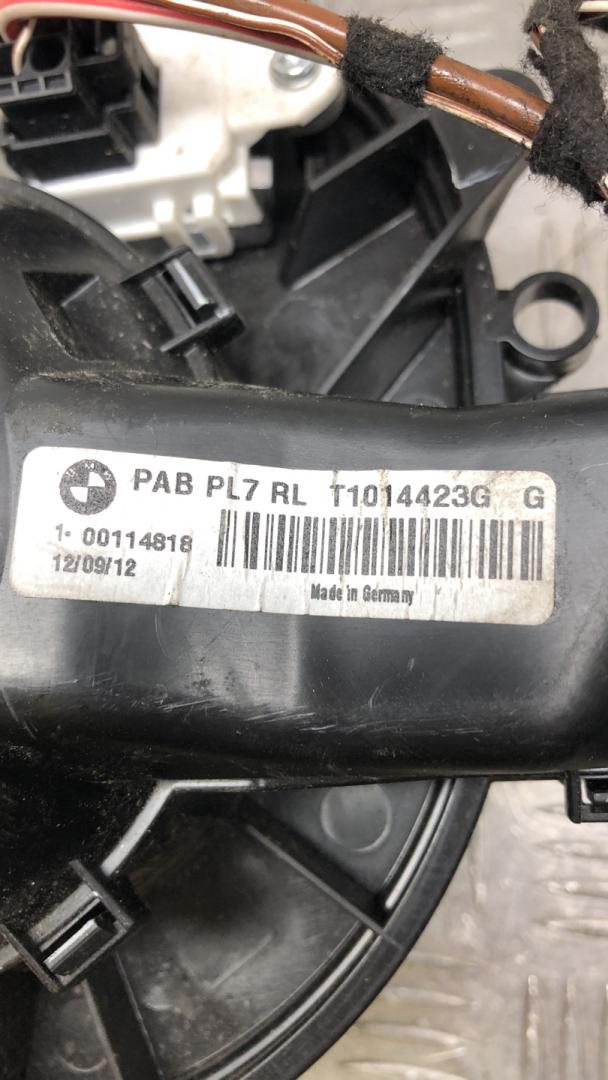 PAB PL7 RL T1014423G G
1- 00114818
12/09/12
Made in Germany